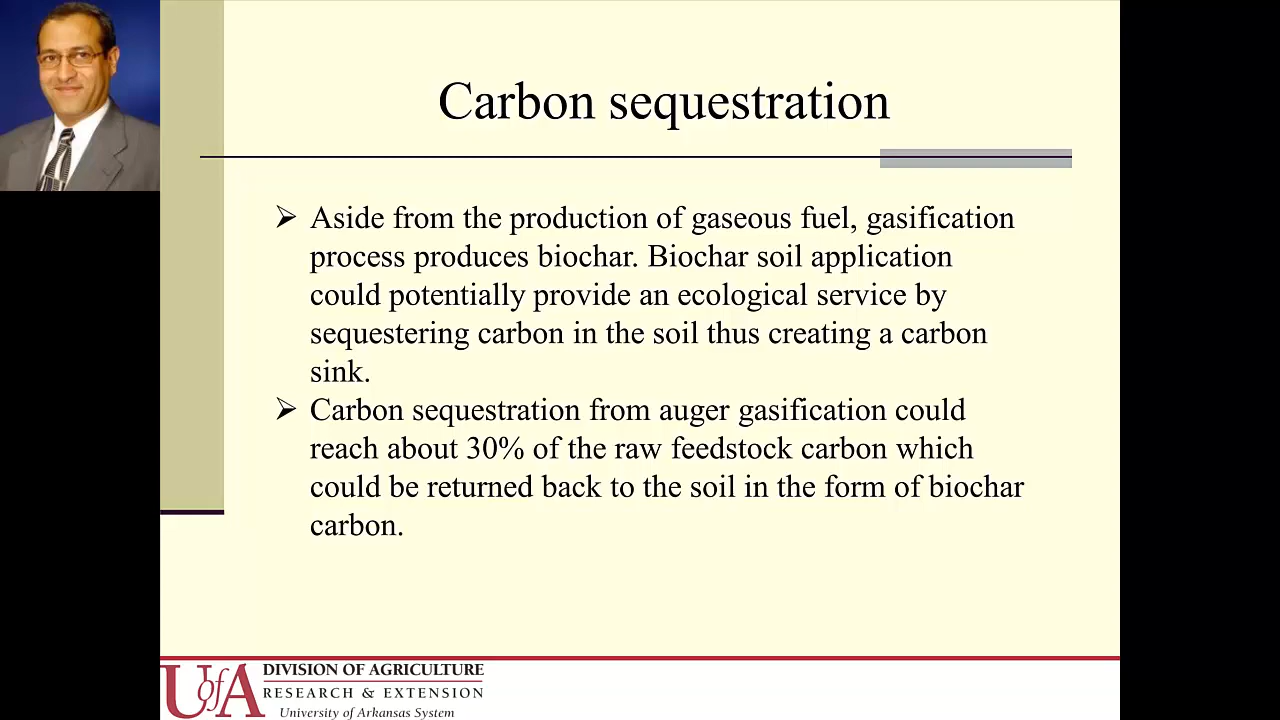 Carbon sequestration
➢ Aside from the production of gaseous fuel, gasification
process produces biochar. Biochar soil application
could potentially provide an ecological service by
sequestering carbon in the soil thus creating a carbon
sink.
➢ Carbon sequestration from auger gasification could
reach about 30% of the raw feedstock carbon which
could be returned back to the soil in the form of biochar
carbon.
UofA DIVISION OF AGRICULTURE
RESEARCH & EXTENSION
University of Arkansas System